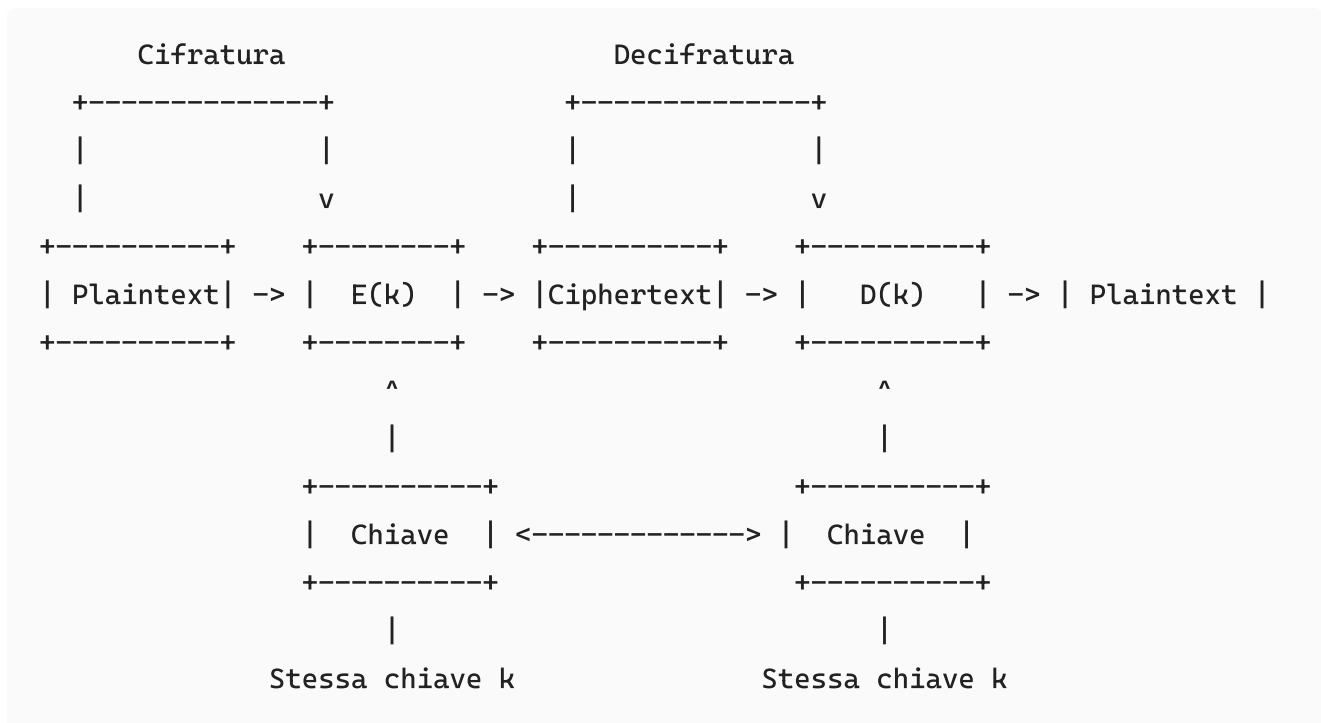 Cifratura                    Decifratura
  +--------------+              +--------------+
  |              |              |              |
  |              v              |              v
+----------+    +--------+    +----------+    +----------+
| Plaintext| -> |  E(k)  | -> |Ciphertext| -> |   D(k)   | -> | Plaintext |
+----------+    +--------+    +----------+    +----------+
                     ^                             ^
                     |                             |
                +----------+                  +----------+
                |  Chiave  | <--------------> |  Chiave  |
                +----------+                  +----------+
                     |                             |
              Stessa chiave k               Stessa chiave k